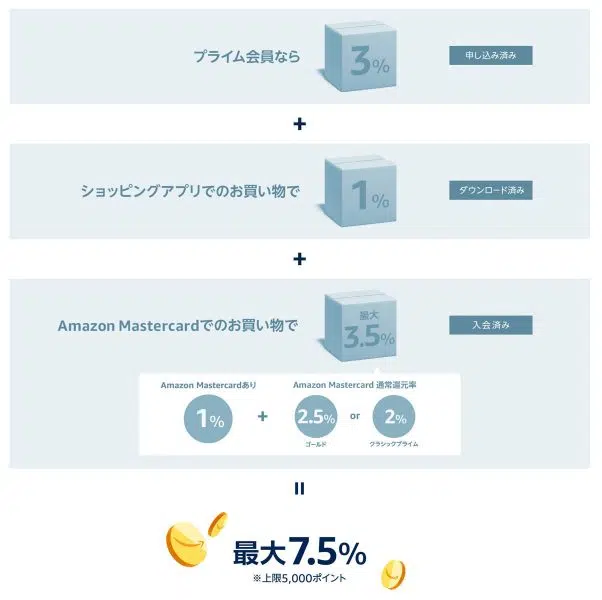 プライム会員なら
3%
申し込み済み
+
ショッピングアプリでのお買い物で
1%
ダウンロード済み
+
Amazon Mastercardでのお買い物で
最大
3.5%
入会済み
Amazon Mastercardあり
Amazon Mastercard 通常還元率
1%
+
2.5%
or
2%
ゴールド
クラシックプライム
=
最大7.5%
※上限5,000ポイント